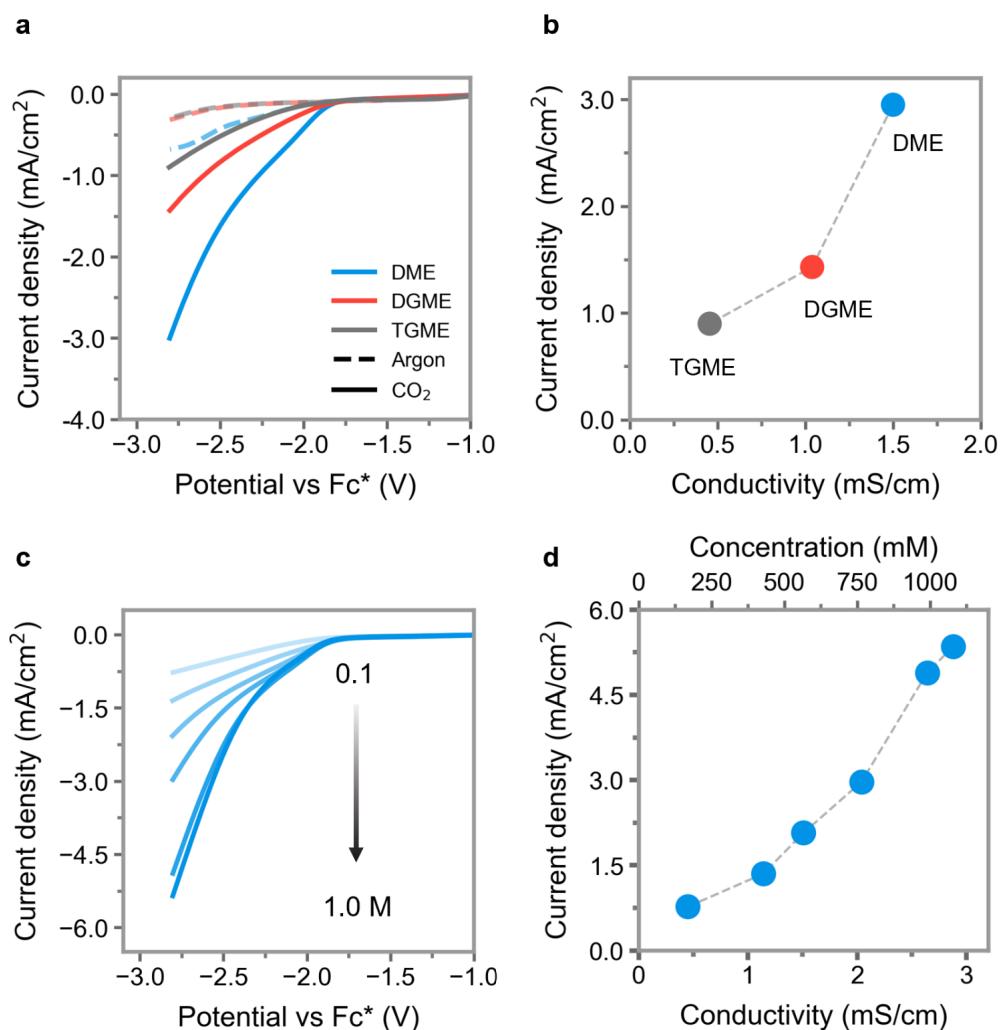 a
0.0
−1.0
−2.0
−3.0
-4.0
−3.0
−2.5
−2.0
−1.5
−1.0
Current density (mA/cm²)
Potential vs Fc* (V)
DME
DGME
TGME
Argon
CO₂
b
3.0
2.0
1.0
0.0
0.0
0.5
1.0
1.5
2.0
Current density (mA/cm²)
Conductivity (mS/cm)
DME
DGME
TGME
c
0.0
−1.5
−3.0
−4.5
−6.0
−3.0
−2.5
−2.0
−1.5
−1.0
Current density (mA/cm²)
Potential vs Fc* (V)
0.1
1.0 M
d
Concentration (mM)
0
250
500
750
1000
6.0
4.5
3.0
1.5
0.0
0
1
2
3
Current density (mA/cm²)
Conductivity (mS/cm)